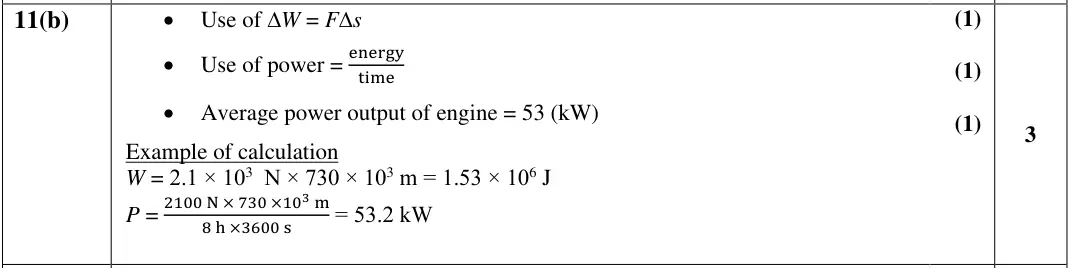 11(b)
• Use of ΔW = FΔs (1)
• Use of power = energy/time (1)
• Average power output of engine = 53 (kW) (1)
3
Example of calculation
W = 2.1 × 10³ N × 730 × 10³ m = 1.53 × 10⁶ J
P = 2100 N × 730 ×10³ m / 8 h ×3600 s = 53.2 kW